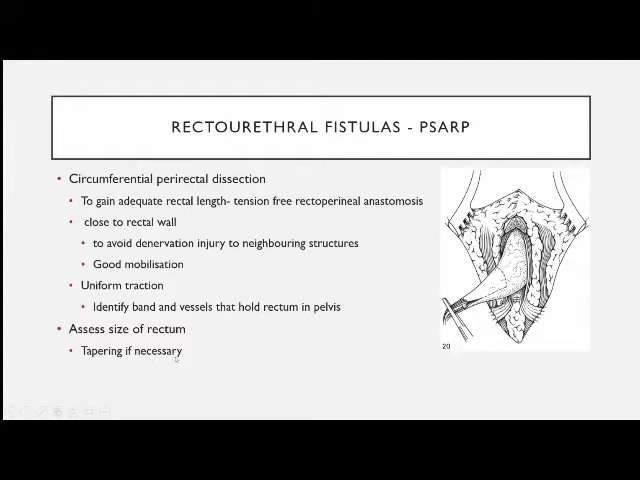 RECTOURETHRAL FISTULAS - PSARP
Circumferential perirectal dissection
To gain adequate rectal length- tension free rectoperineal anastomosis
close to rectal wall
to avoid denervation injury to neighbouring structures
Good mobilisation
Uniform traction
Identify band and vessels that hold rectum in pelvis
Assess size of rectum
Tapering if necessary
20